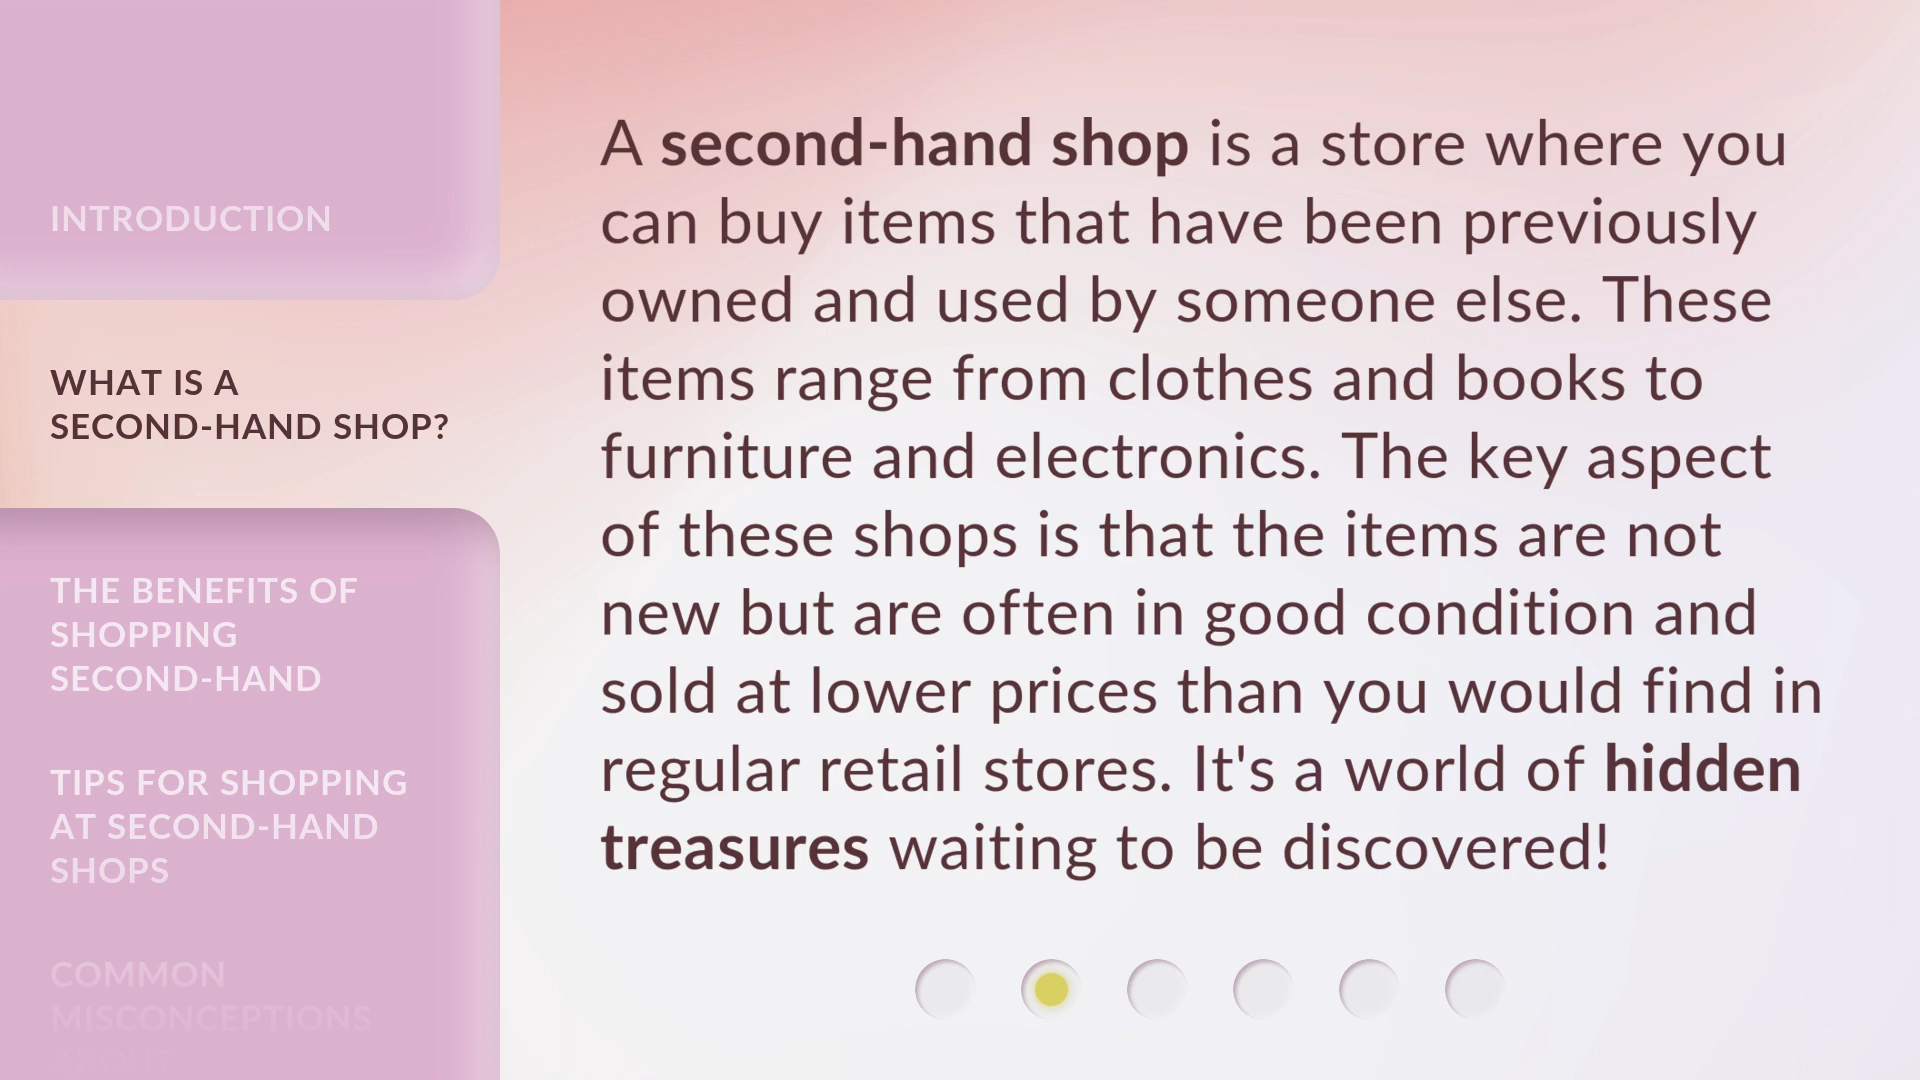 INTRODUCTION
WHAT IS A
SECOND-HAND SHOP?
THE BENEFITS OF
SHOPPING
SECOND-HAND
TIPS FOR SHOPPING
AT SECOND-HAND
SHOPS
COMMON
MISCONCEPTIONS
ABOUT
A second-hand shop is a store where you
can buy items that have been previously
owned and used by someone else. These
items range from clothes and books to
furniture and electronics. The key aspect
of these shops is that the items are not
new but are often in good condition and
sold at lower prices than you would find in
regular retail stores. It's a world of hidden
treasures waiting to be discovered!